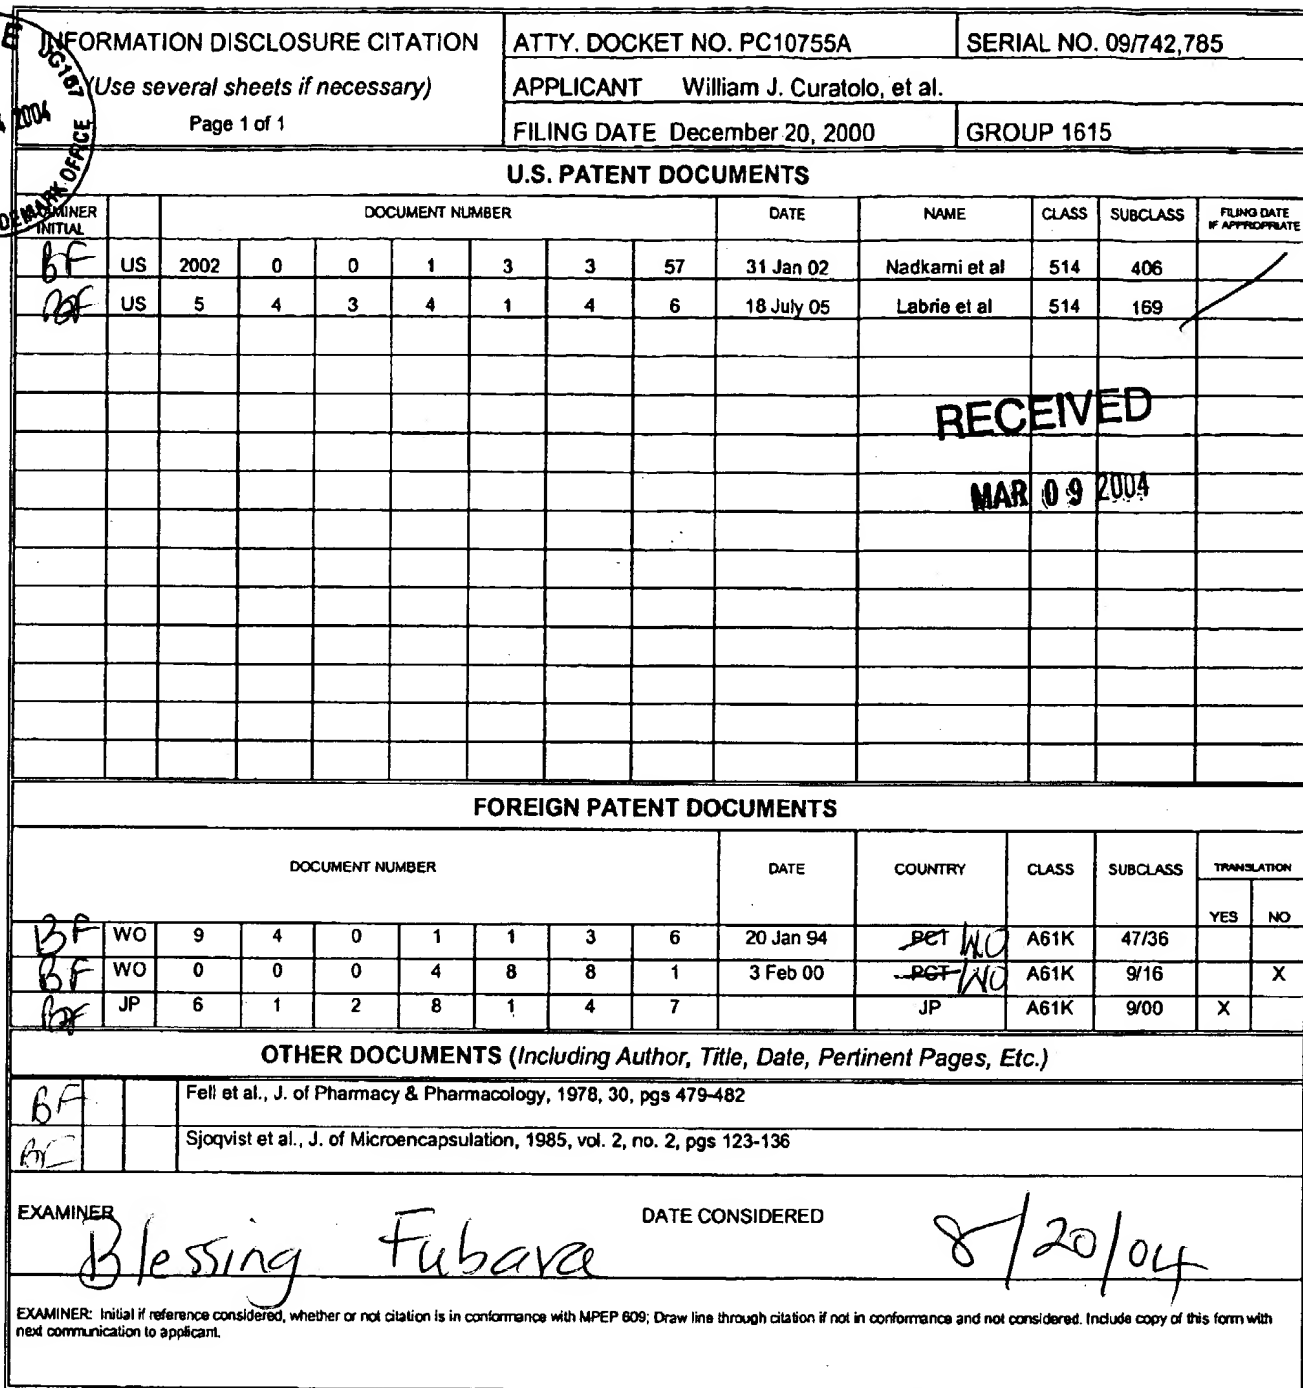 INFORMATION DISCLOSURE CITATION
(Use several sheets if necessary)
Page 1 of 1
ATTY. DOCKET NO. PC10755A
SERIAL NO. 09/742,785
APPLICANT William J. Curatolo, et al.
FILING DATE December 20, 2000
GROUP 1615
2004
OFFICE
U.S. PATENT DOCUMENTS
INITIAL DOCUMENT NUMBER DATE NAME CLASS SUBCLASS FILING DATE IF APPROPRIATE
BF US 2002 0 0 1 3 3 57 31 Jan 02 Nadkarni et al 514 406
BF US 5 4 3 4 1 4 6 18 July 05 Labrie et al 514 169
RECEIVED
MAR 09 2004
FOREIGN PATENT DOCUMENTS
DOCUMENT NUMBER DATE COUNTRY CLASS SUBCLASS TRANSLATION
YES NO
BF WO 9 4 0 1 1 3 6 20 Jan 94 PCT WO A61K 47/36
BF WO 0 0 0 4 8 8 1 3 Feb 00 PCT WO A61K 9/16 X
BF JP 6 1 2 8 1 4 7 JP A61K 9/00 X
OTHER DOCUMENTS (Including Author, Title, Date, Pertinent Pages, Etc.)
BF Fell et al., J. of Pharmacy & Pharmacology, 1978, 30, pgs 479-482
BF Sjoqvist et al., J. of Microencapsulation, 1985, vol. 2, no. 2, pgs 123-136
EXAMINER Blessing Fubara DATE CONSIDERED 8/20/04
EXAMINER: Initial if reference considered, whether or not citation is in conformance with MPEP 609; Draw line through citation if not in conformance and not considered. Include copy of this form with
next communication to applicant.